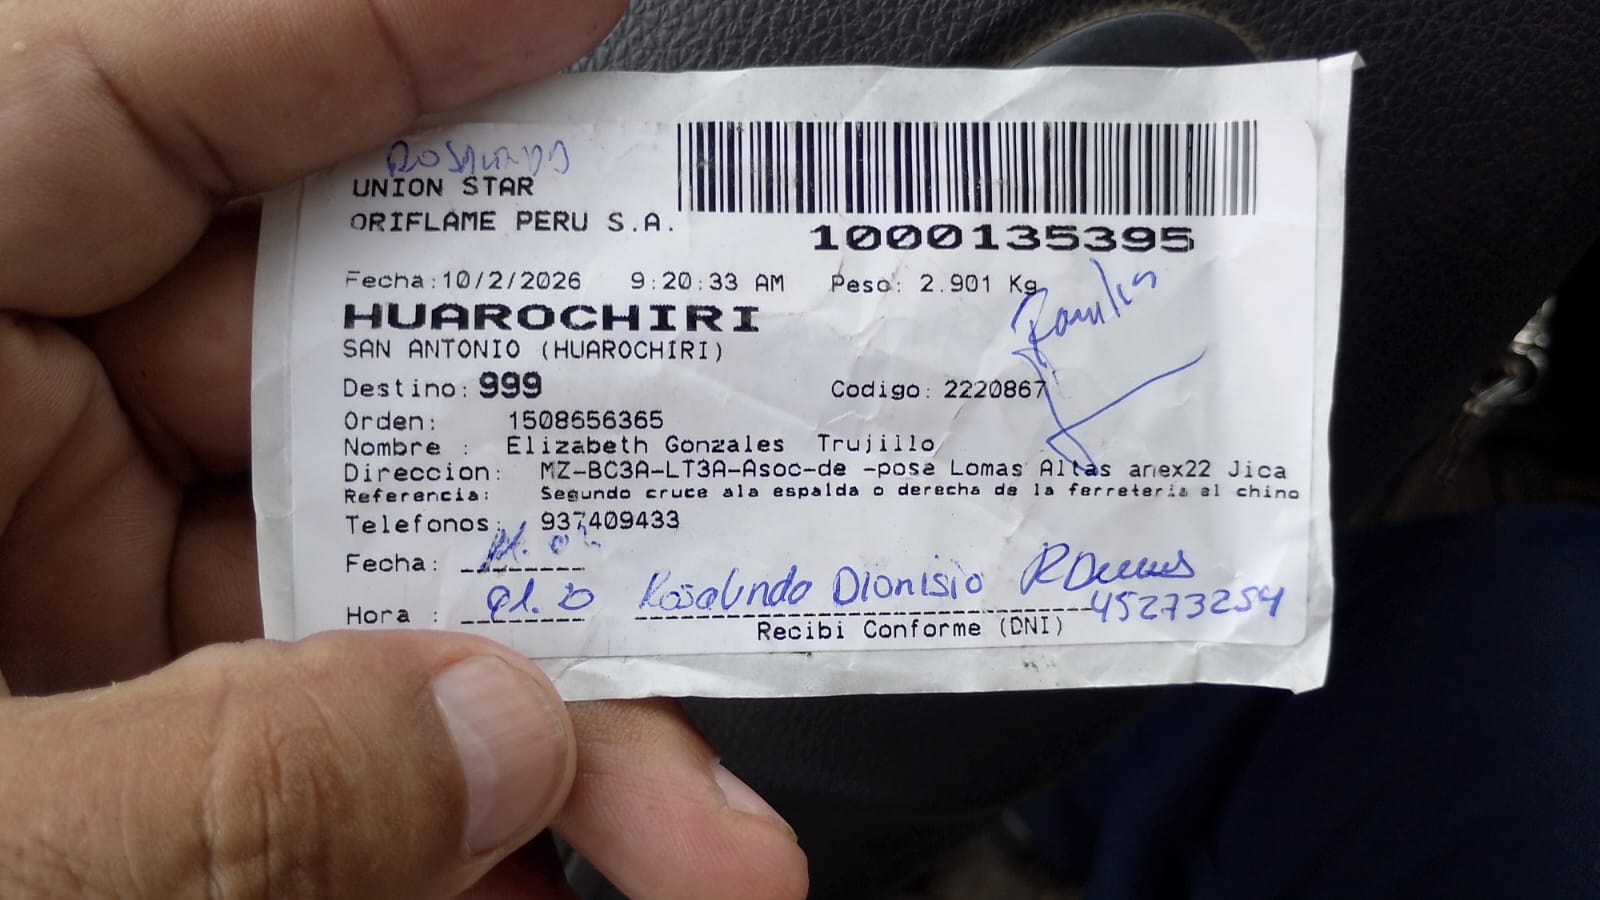 UNION STAR
ORIFLAME PERU S.A.
1000135395
Fecha:10/2/2026 9:20:33 AM Peso: 2.901 Kg
Familia
HUAROCHIRI
SAN ANTONIO (HUAROCHIRI)
Destino: 999 Codigo: 2220867
Orden: 1508656365
Nombre : Elizabeth Gonzales Trujillo
Direccion: MZ-BC3A-LT3A-Asoc-de -pose Lomas Altas anex22 Jica
Referencia: Segundo cruce ala espalda o derecha de la ferreteria el chino
Telefonos: 937409433
Fecha:
Hora : Rosalundo Dionisio 45273254
Recibi Conforme (DNI)